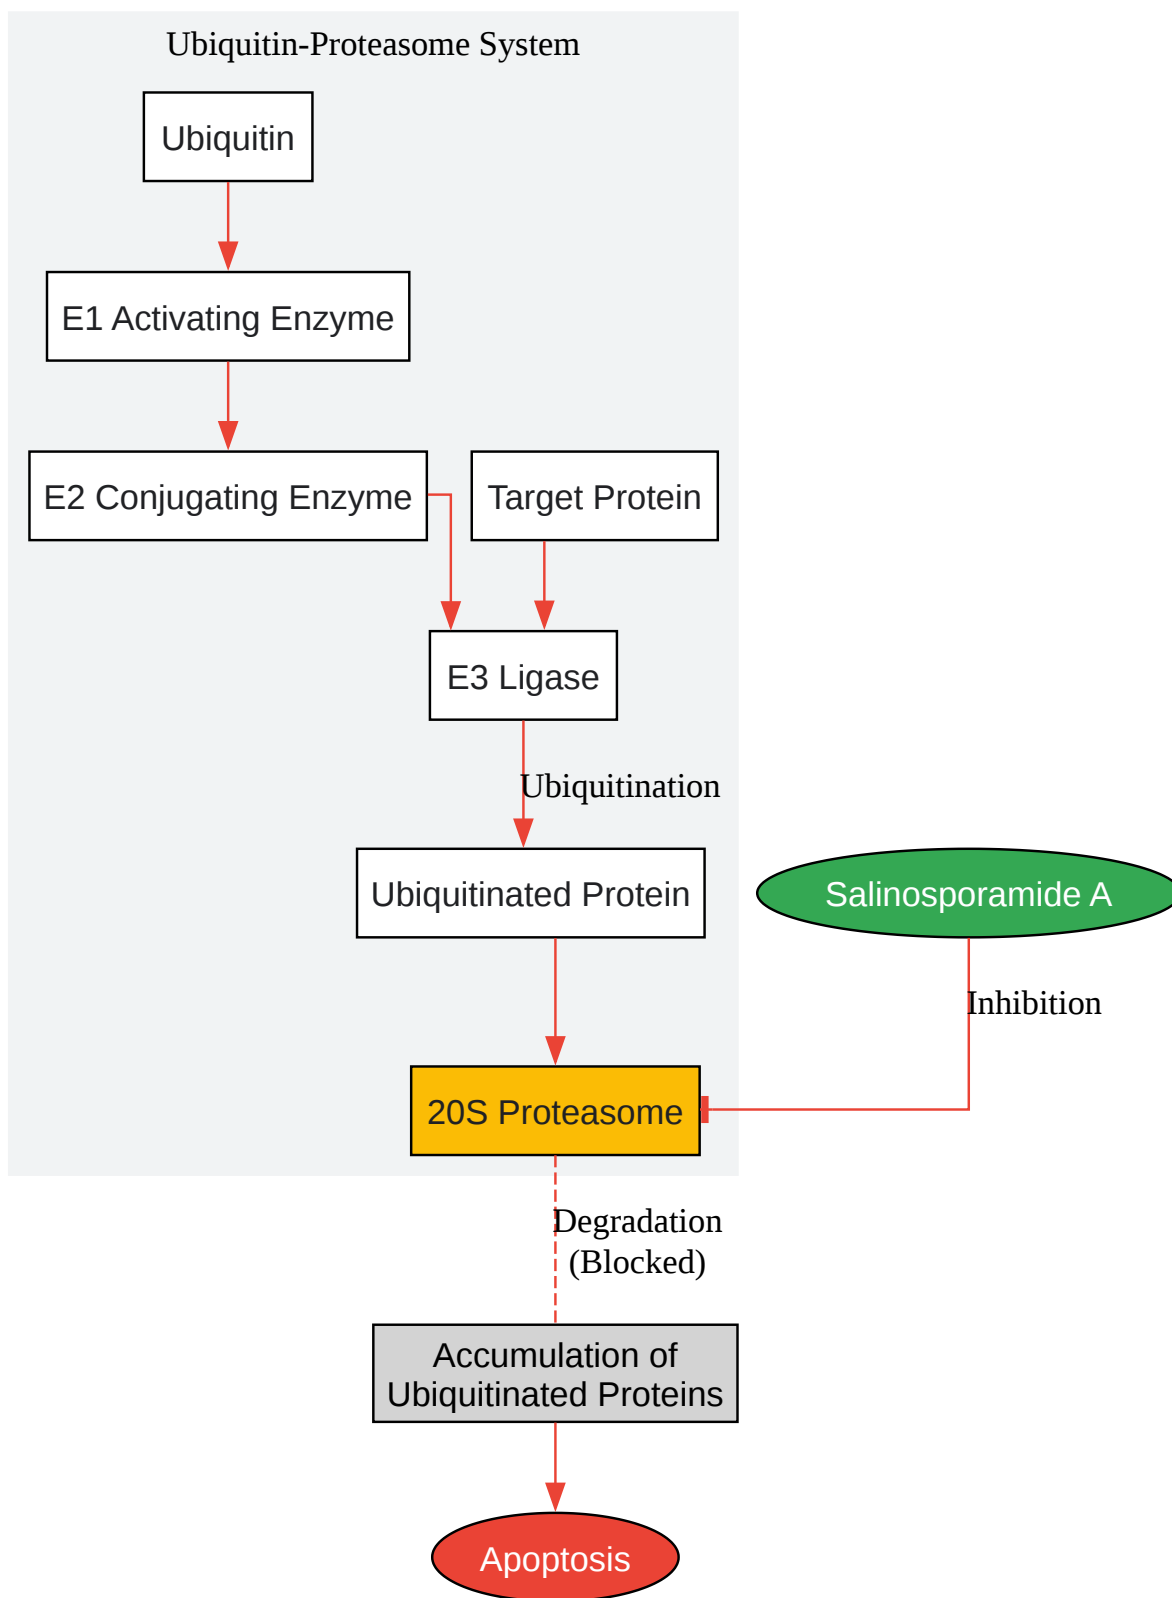 Ubiquitin-Proteasome System
Ubiquitin
E1 Activating Enzyme
E2 Conjugating Enzyme
Target Protein
E3 Ligase
Ubiquitination
Ubiquitinated Protein
Salinosporamide A
Inhibition
20S Proteasome
Degradation
(Blocked)
Accumulation of
Ubiquitinated Proteins
Apoptosis